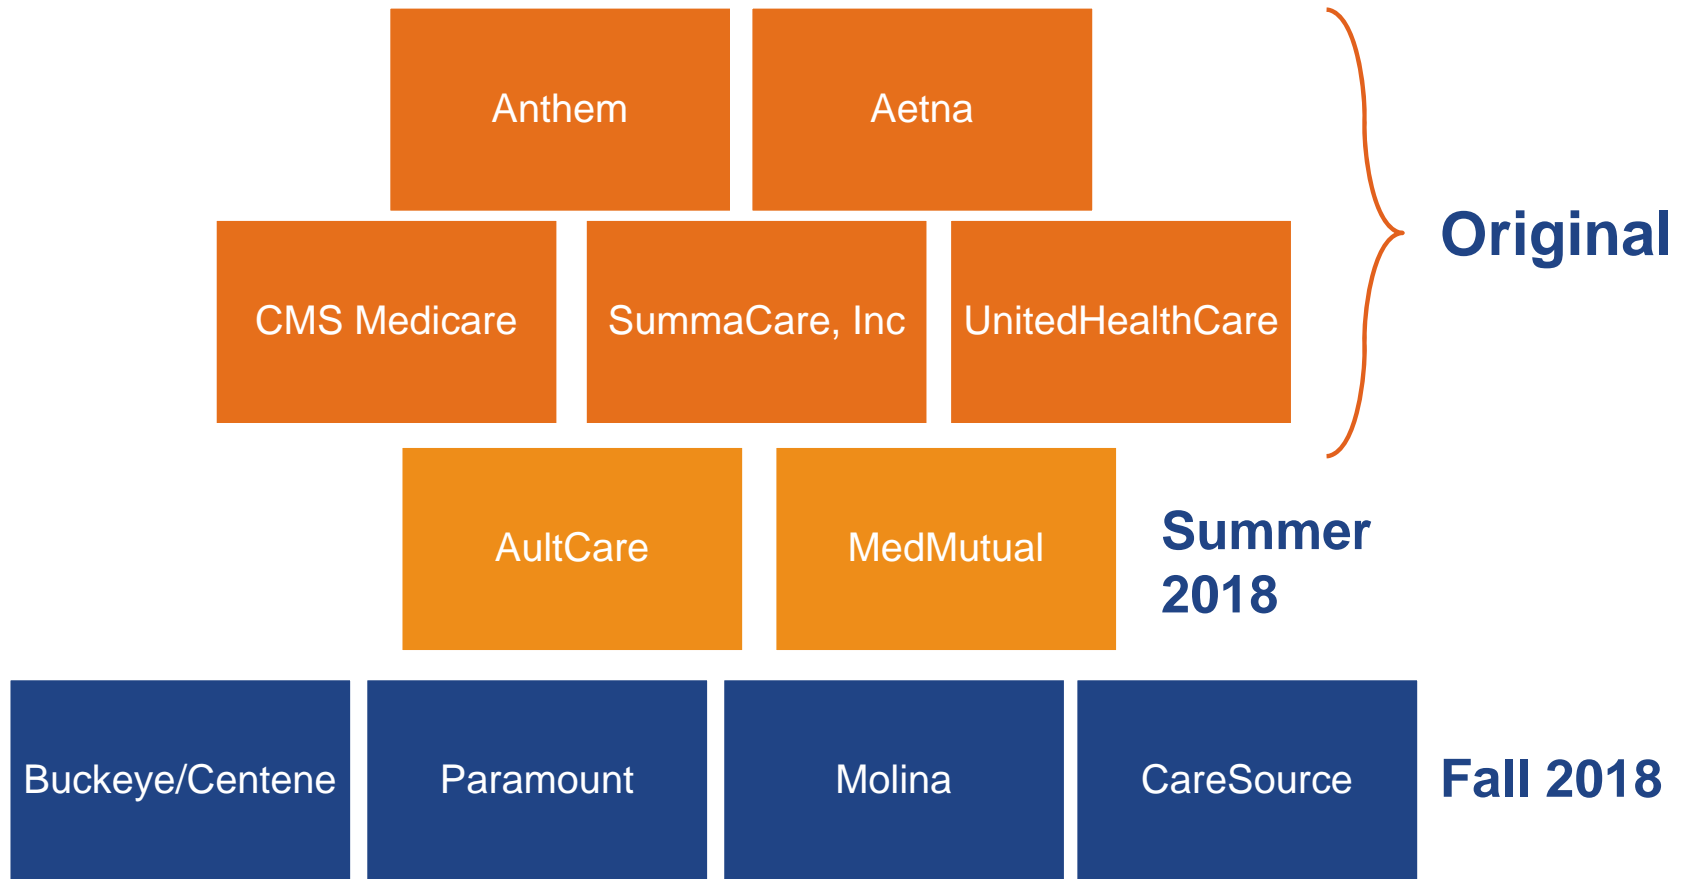 Anthem
Aetna
CMS Medicare
SummaCare, Inc
UnitedHealthCare
Original
AultCare
MedMutual
Summer
2018
Buckeye/Centene
Paramount
Molina
CareSource
Fall 2018